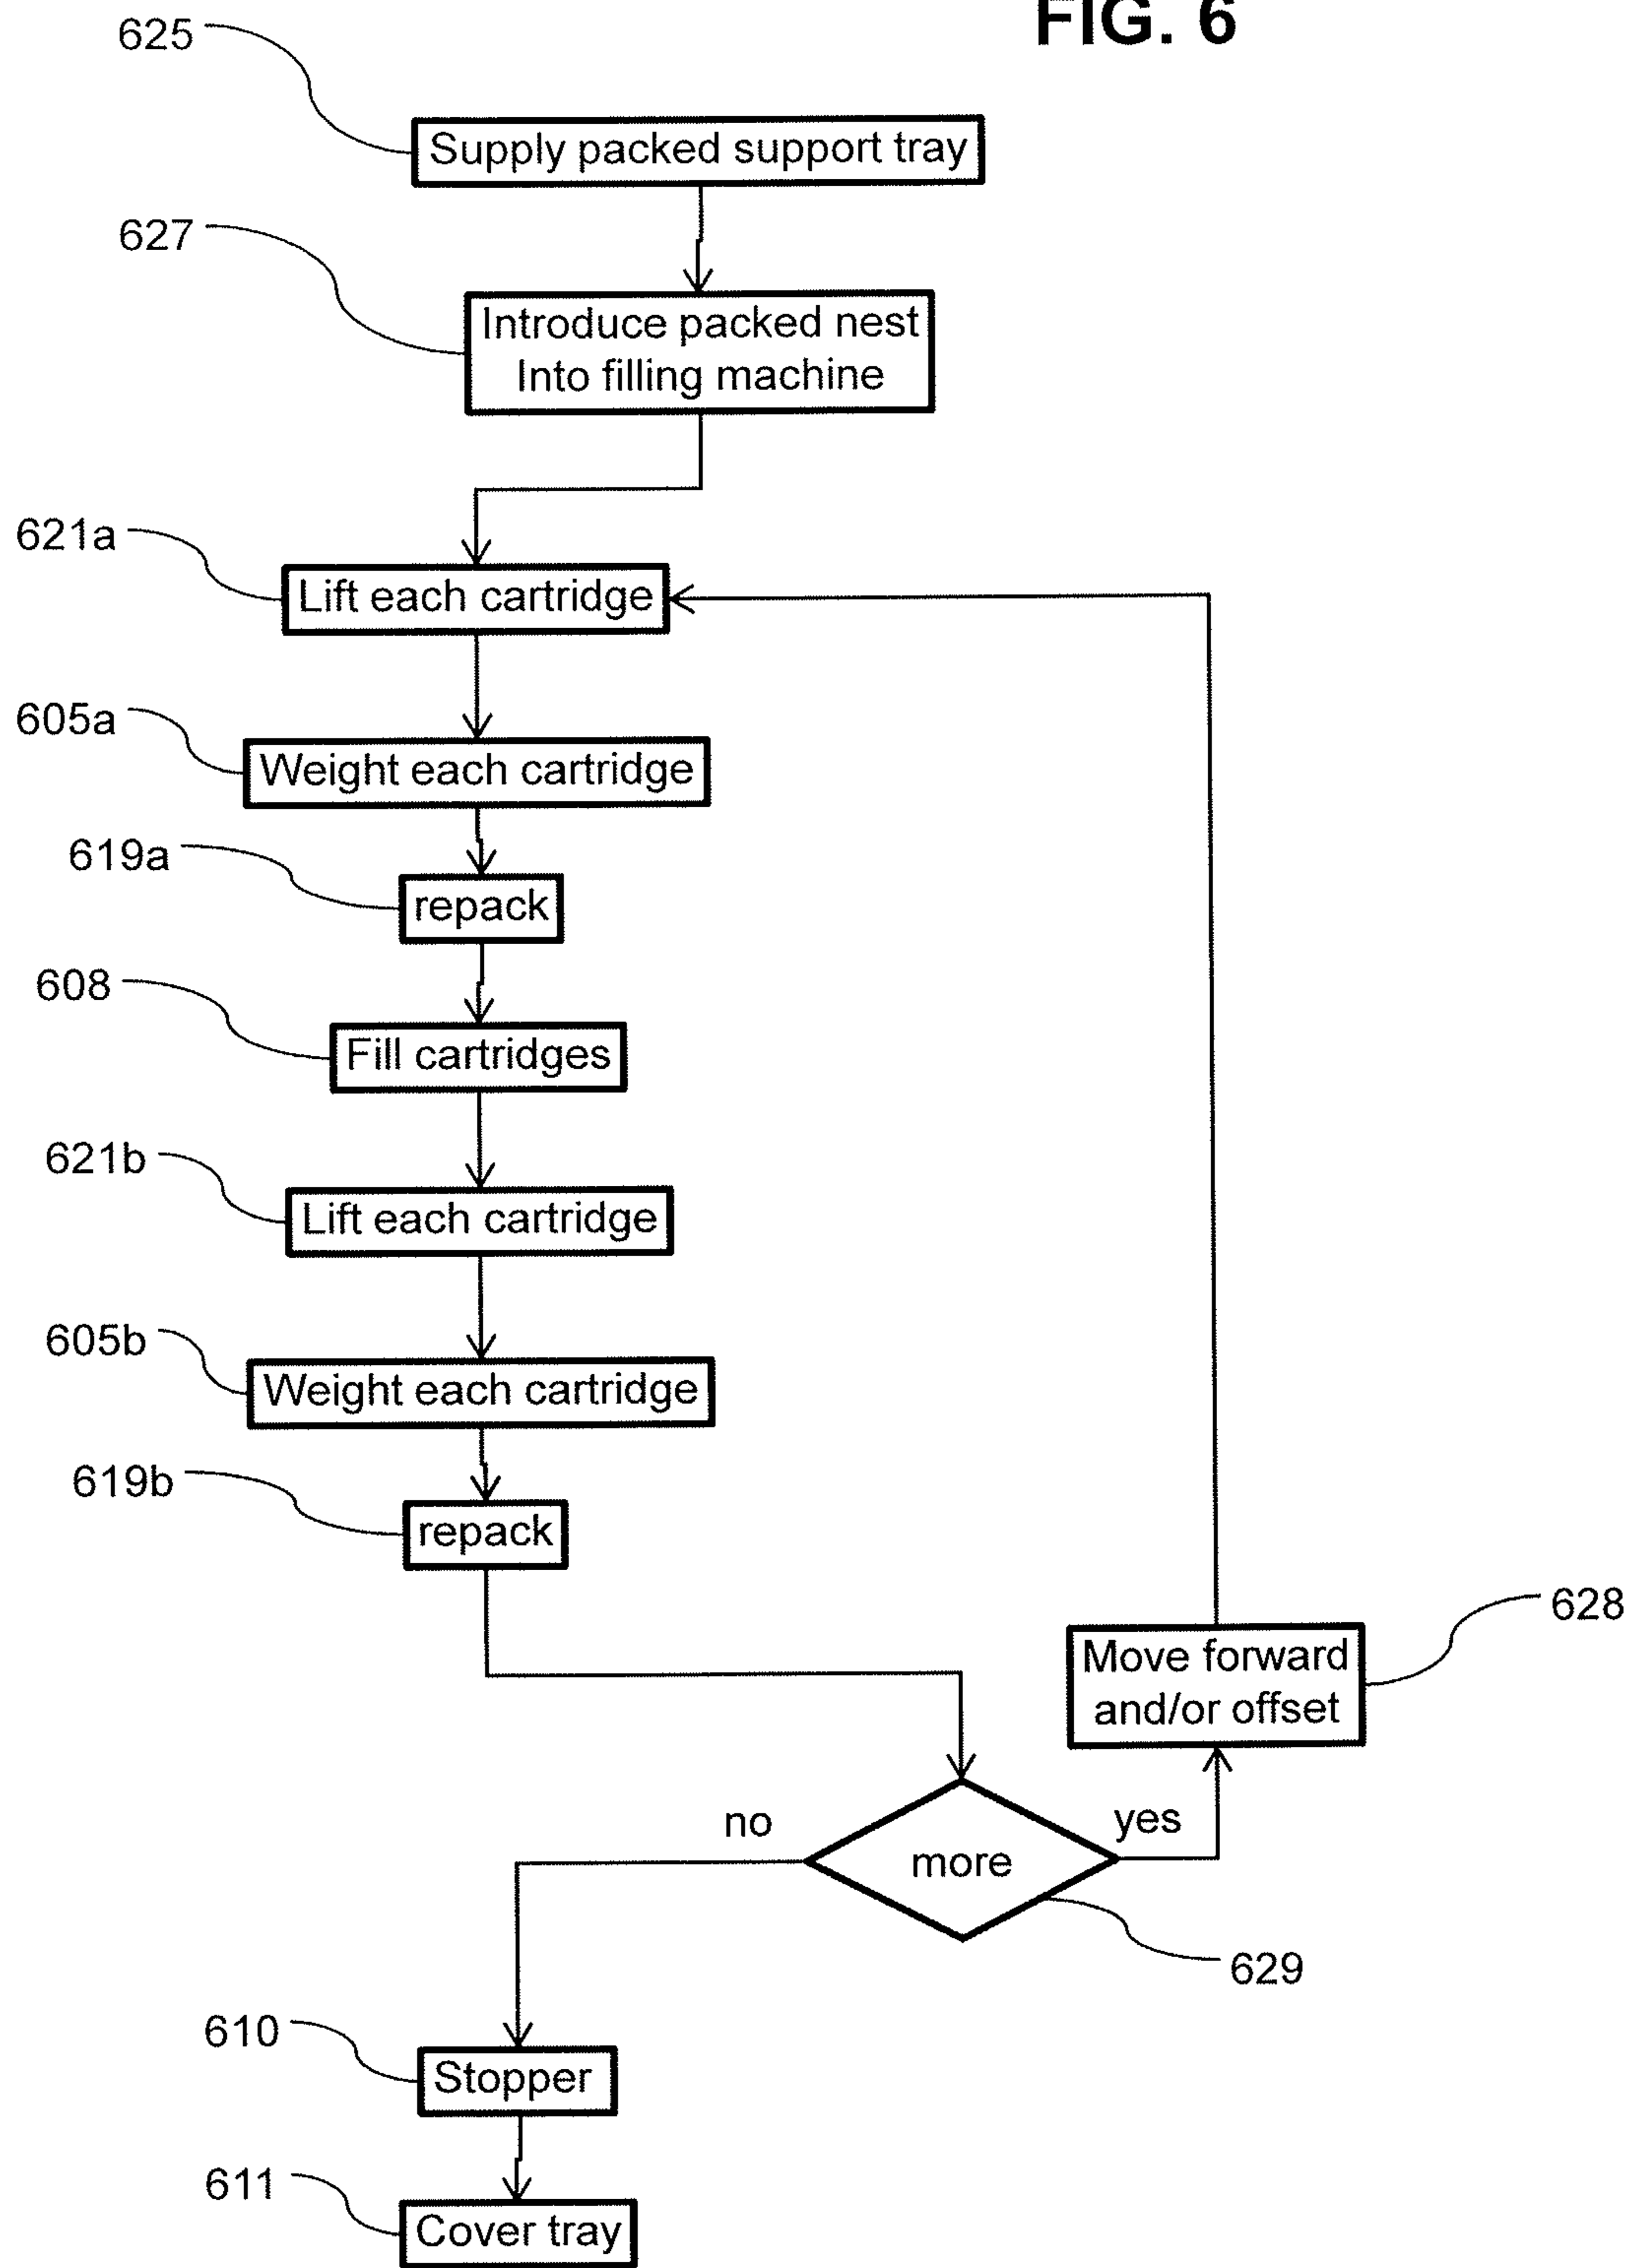 FIG. 6
625
Supply packed support tray
627
Introduce packed nest
Into filling machine
621a
Lift each cartridge
605a
Weight each cartridge
619a
repack
608
Fill cartridges
621b
Lift each cartridge
605b
Weight each cartridge
619b
repack
628
Move forward
and/or offset
no
yes
more
629
610
Stopper
611
Cover tray